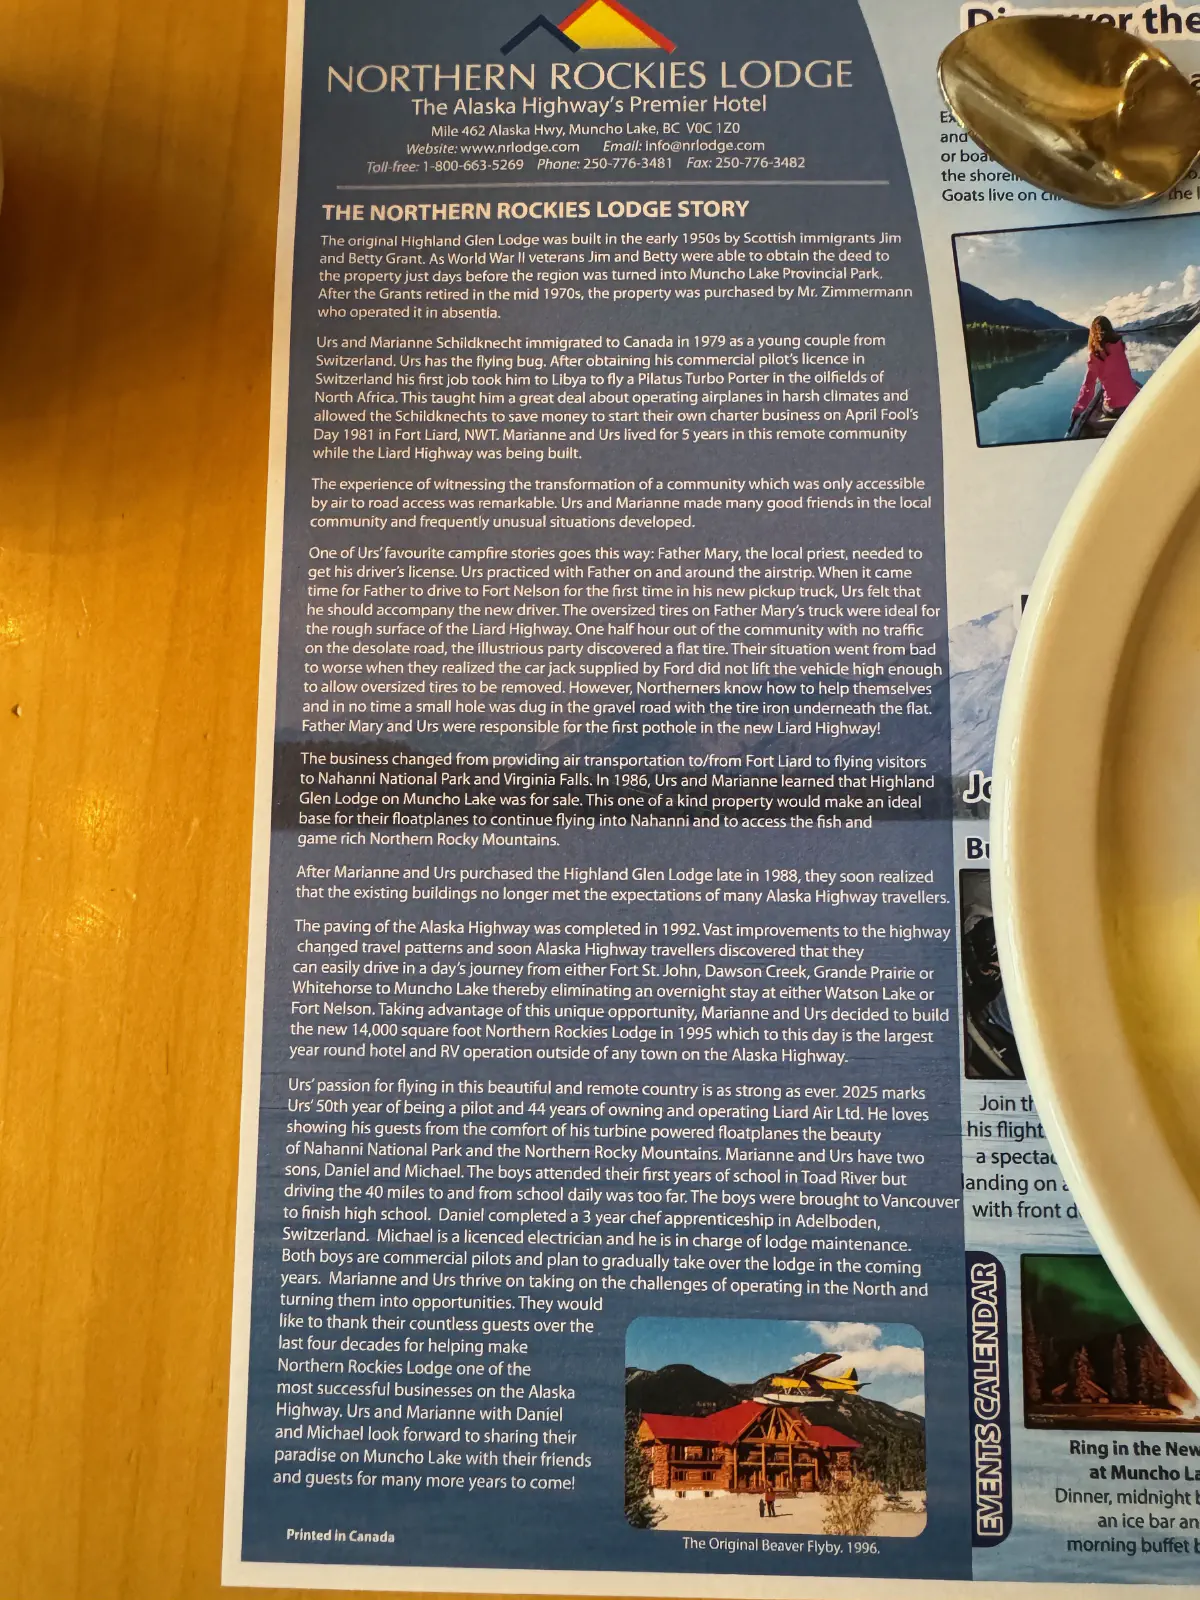 NORTHERN ROCKIES LODGE
The Alaska Highway's Premier Hotel
Mile 462 Alaska Hwy, Muncho Lake, BC V0C 1Z0
Website: www.nrlodge.com Email: info@nrlodge.com
Toll-free: 1-800-663-5269 Phone: 250-776-3481 Fax: 250-776-3482
THE NORTHERN ROCKIES LODGE STORY
The original Highland Glen Lodge was built in the early 1950s by Scottish immigrants Jim
and Betty Grant. As World War II veterans Jim and Betty were able to obtain the deed to
the property just days before the region was turned into Muncho Lake Provincial Park.
After the Grants retired in the mid 1970s, the property was purchased by Mr. Zimmermann
who operated it in absentia.
Urs and Marianne Schildknecht immigrated to Canada in 1979 as a young couple from
Switzerland. Urs has the flying bug. After obtaining his commercial pilot's licence in
Switzerland his first job took him to Libya to fly a Pilatus Turbo Porter in the oilfields of
North Africa. This taught him a great deal about operating airplanes in harsh climates and
allowed the Schildknechts to save money to start their own charter business on April Fool's
Day 1981 in Fort Liard, NWT. Marianne and Urs lived for 5 years in this remote community
while the Liard Highway was being built.
The experience of witnessing the transformation of a community which was only accessible
by air to road access was remarkable. Urs and Marianne made many good friends in the local
community and frequently unusual situations developed.
One of Urs' favourite campfire stories goes this way: Father Mary, the local priest, needed to
get his driver's license. Urs practiced with Father on and around the airstrip. When it came
time for Father to drive to Fort Nelson for the first time in his new pickup truck, Urs felt that
he should accompany the new driver. The oversized tires on Father Mary's truck were ideal for
the rough surface of the Liard Highway. One half hour out of the community with no traffic
on the desolate road, the illustrious party discovered a flat tire. Their situation went from bad
to worse when they realized the car jack supplied by Ford did not lift the vehicle high enough
to allow oversized tires to be removed. However, Northerners know how to help themselves
and in no time a small hole was dug in the gravel road with the tire iron underneath the flat.
Father Mary and Urs were responsible for the first pothole in the new Liard Highway!
The business changed from providing air transportation to/from Fort Liard to flying visitors
to Nahanni National Park and Virginia Falls. In 1986, Urs and Marianne learned that Highland
Glen Lodge on Muncho Lake was for sale. This one of a kind property would make an ideal
base for their floatplanes to continue flying into Nahanni and to access the fish and
game rich Northern Rocky Mountains.
After Marianne and Urs purchased the Highland Glen Lodge late in 1988, they soon realized
that the existing buildings no longer met the expectations of many Alaska Highway travellers.
The paving of the Alaska Highway was completed in 1992. Vast improvements to the highway
changed travel patterns and soon Alaska Highway travellers discovered that they
can easily drive in a day's journey from either Fort St. John, Dawson Creek, Grande Prairie or
Whitehorse to Muncho Lake thereby eliminating an overnight stay at either Watson Lake or
Fort Nelson. Taking advantage of this unique opportunity, Marianne and Urs decided to build
the new 14,000 square foot Northern Rockies Lodge in 1995 which to this day is the largest
year round hotel and RV operation outside of any town on the Alaska Highway.
Urs' passion for flying in this beautiful and remote country is as strong as ever. 2025 marks
Urs' 50th year of being a pilot and 44 years of owning and operating Liard Air Ltd. He loves
showing his guests from the comfort of his turbine powered floatplanes the beauty
of Nahanni National Park and the Northern Rocky Mountains. Marianne and Urs have two
sons, Daniel and Michael. The boys attended their first years of school in Toad River but
driving the 40 miles to and from school daily was too far. The boys were brought to Vancouver
to finish high school. Daniel completed a 3 year chef apprenticeship in Adelboden,
Switzerland. Michael is a licenced electrician and he is in charge of lodge maintenance.
Both boys are commercial pilots and plan to gradually take over the lodge in the coming
years. Marianne and Urs thrive on taking on the challenges of operating in the North and
turning them into opportunities. They would
like to thank their countless guests over the
last four decades for helping make
Northern Rockies Lodge one of the
most successful businesses on the Alaska
Highway. Urs and Marianne with Daniel
and Michael look forward to sharing their
paradise on Muncho Lake with their friends
and guests for many more years to come!
The Original Beaver Flyby. 1996.
Printed in Canada
the
and
or
the
Goats live on
the
Join
his flight
a
landing on
with front
EVENTS CALENDAR
Ring in the New
at Muncho
Dinner, midnight
an ice bar
morning buffet